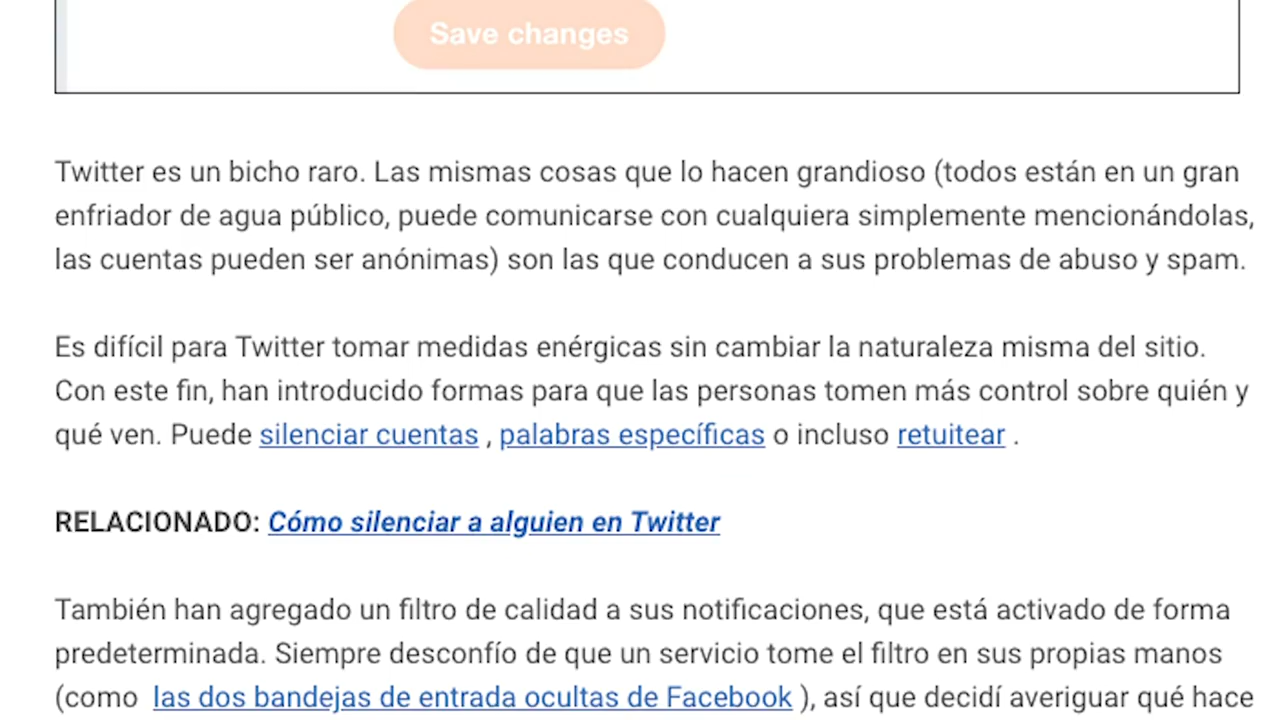 Save changes
Twitter es un bicho raro. Las mismas cosas que lo hacen grandioso (todos están en un gran
enfriador de agua público, puede comunicarse con cualquiera simplemente mencionándolas,
las cuentas pueden ser anónimas) son las que conducen a sus problemas de abuso y spam.
Es difícil para Twitter tomar medidas enérgicas sin cambiar la naturaleza misma del sitio.
Con este fin, han introducido formas para que las personas tomen más control sobre quién y
qué ven. Puede silenciar cuentas , palabras específicas o incluso retuitear .
RELACIONADO: Cómo silenciar a alguien en Twitter
También han agregado un filtro de calidad a sus notificaciones, que está activado de forma
predeterminada. Siempre desconfío de que un servicio tome el filtro en sus propias manos
(como las dos bandejas de entrada ocultas de Facebook ), así que decidí averiguar qué hace